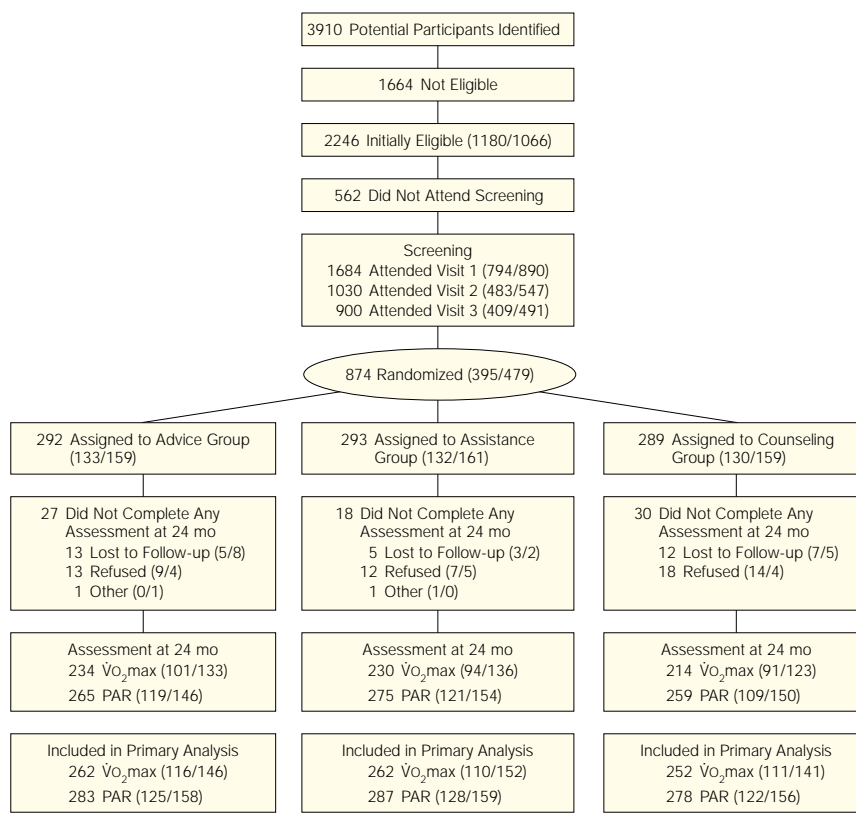 3910 Potential Participants Identified
1664 Not Eligible
2246 Initially Eligible (1180/1066)
562 Did Not Attend Screening
Screening
1684 Attended Visit 1 (794/890)
1030 Attended Visit 2 (483/547)
900 Attended Visit 3 (409/491)
874 Randomized (395/479)
292 Assigned to Advice Group
(133/159)
27 Did Not Complete Any
Assessment at 24 mo
13 Lost to Follow-up (5/8)
13 Refused (9/4)
1 Other (0/1)
Assessment at 24 mo
234 V̇O₂max (101/133)
265 PAR (119/146)
Included in Primary Analysis
262 V̇O₂max (116/146)
283 PAR (125/158)
293 Assigned to Assistance
Group (132/161)
18 Did Not Complete Any
Assessment at 24 mo
5 Lost to Follow-up (3/2)
12 Refused (7/5)
1 Other (1/0)
Assessment at 24 mo
230 V̇O₂max (94/136)
275 PAR (121/154)
Included in Primary Analysis
262 V̇O₂max (110/152)
287 PAR (128/159)
289 Assigned to Counseling
Group (130/159)
30 Did Not Complete Any
Assessment at 24 mo
12 Lost to Follow-up (7/5)
18 Refused (14/4)
Assessment at 24 mo
214 V̇O₂max (91/123)
259 PAR (109/150)
Included in Primary Analysis
252 V̇O₂max (111/141)
278 PAR (122/156)